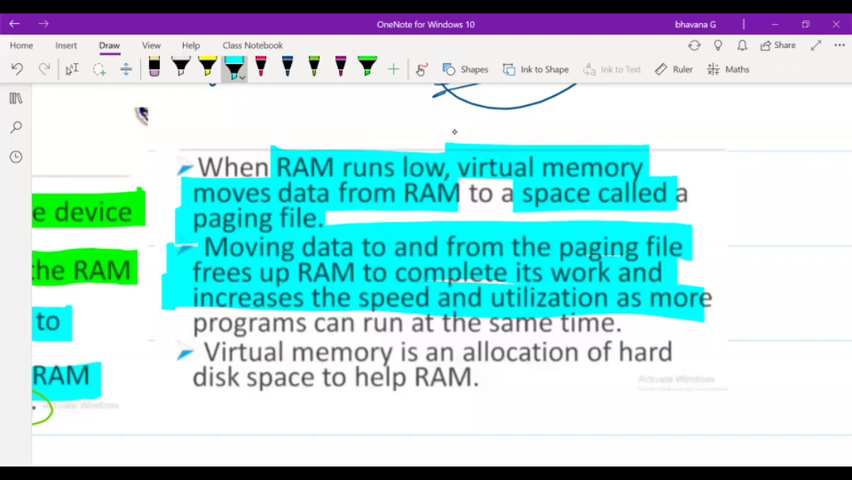 OneNote for Windows 10
bhavana G
Home Insert Draw View Help Class Notebook
Share
Shapes Ink to Shape Ink to Text Ruler Maths
When RAM runs low, virtual memory
moves data from RAM to a space called a
paging file.
Moving data to and from the paging file
frees up RAM to complete its work and
increases the speed and utilization as more
programs can run at the same time.
Virtual memory is an allocation of hard
disk space to help RAM.
Activate Windows
e device
the RAM
to
RAM
Activate Windows